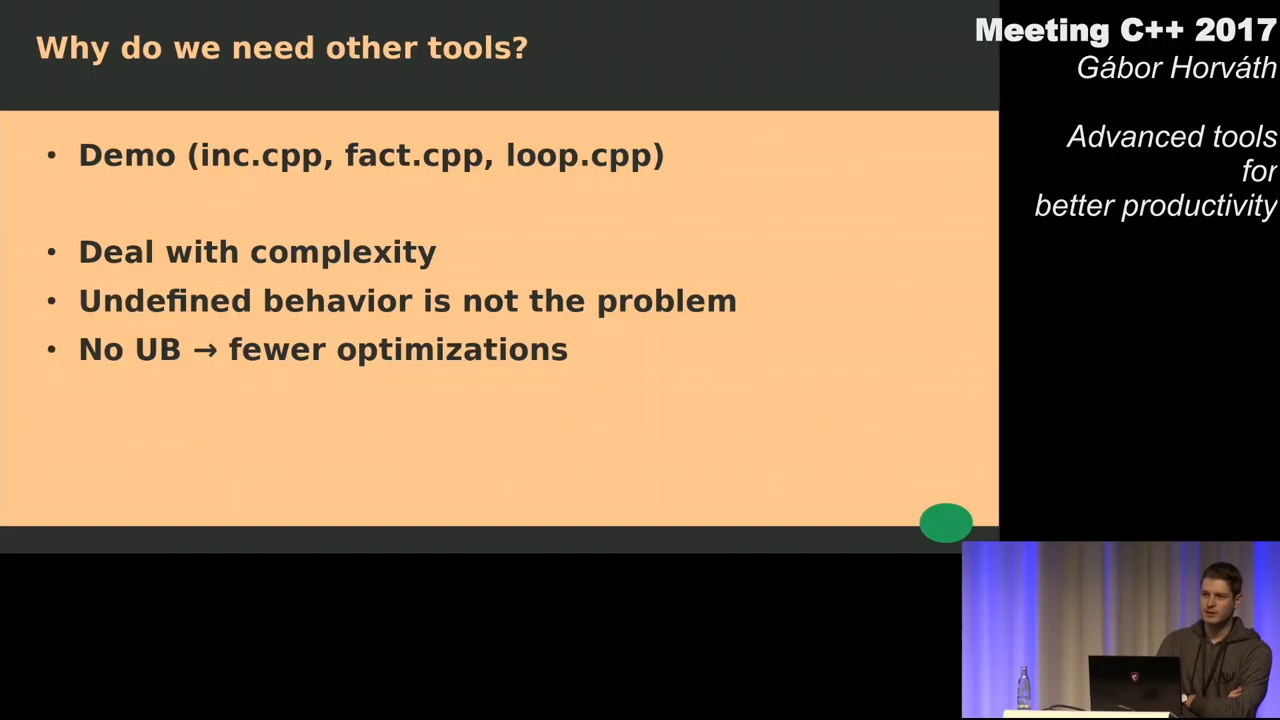 Why do we need other tools?
• Demo (inc.cpp, fact.cpp, loop.cpp)
• Deal with complexity
• Undefined behavior is not the problem
• No UB → fewer optimizations
Meeting C++ 2017
Gábor Horváth
Advanced tools
for
better productivity